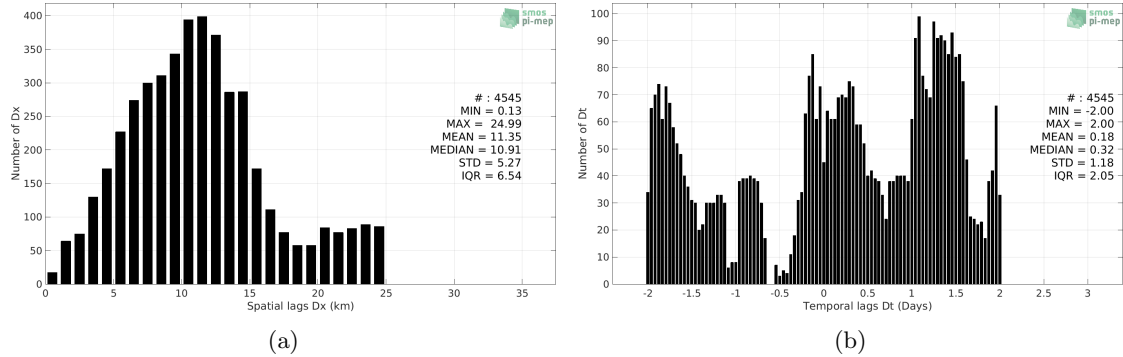 smos
pi-mep
400
350
300
250
200
150
100
50
0
Number of Dx
# : 4545
MIN = 0.13
MAX = 24.99
MEAN = 11.35
MEDIAN = 10.91
STD = 5.27
IQR = 6.54
0 5 10 15 20 25 30 35
Spatial lags Dx (km)
(a)
smos
pi-mep
100
90
80
70
60
50
40
30
20
10
0
Number of Dt
# : 4545
MIN = -2.00
MAX = 2.00
MEAN = 0.18
MEDIAN = 0.32
STD = 1.18
IQR = 2.05
-2 -1.5 -1 -0.5 0 0.5 1 1.5 2 2.5 3
Temporal lags Dt (Days)
(b)